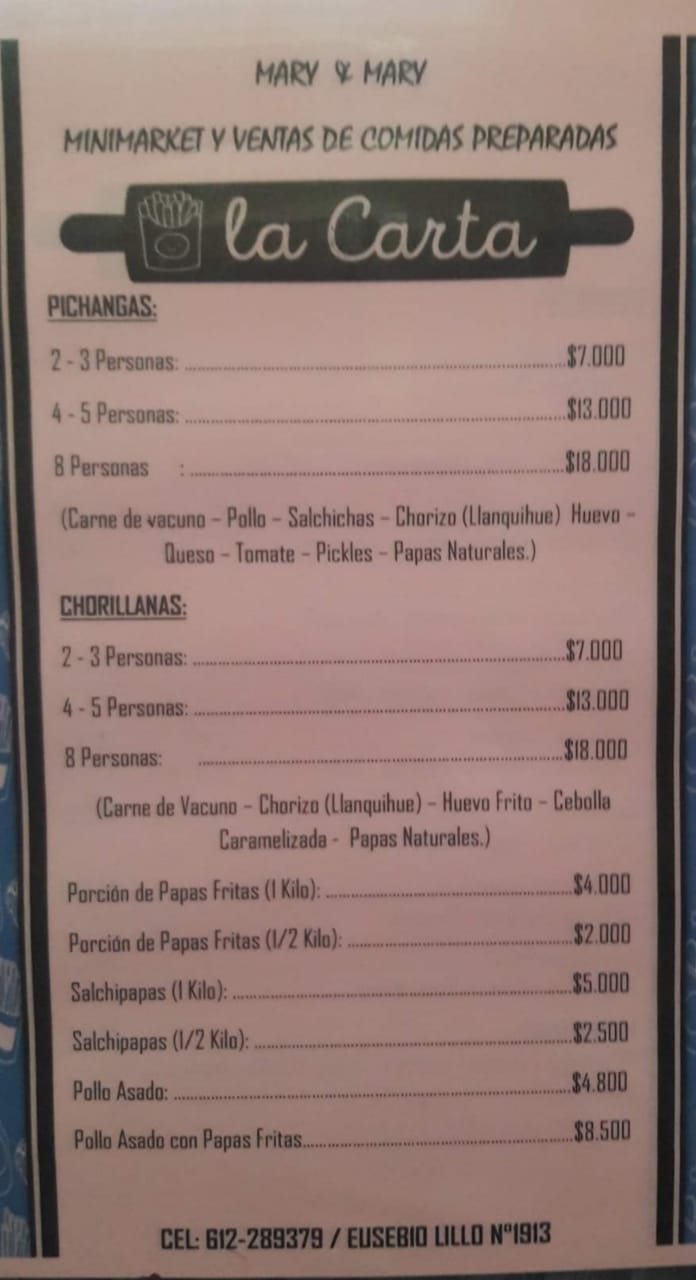 MARY & MARY
MINIMARKET Y VENTAS DE COMIDAS PREPARADAS
la Carta
PICHANGAS:
2 - 3 Personas: ........................................................................$7.000
4 - 5 Personas: ........................................................................$13.000
8 Personas : ........................................................................$18.000
(Carne de vacuno – Pollo – Salchichas – Chorizo (Llanquihue) Huevo –
Queso – Tomate – Pickles – Papas Naturales.)
CHORILLANAS:
2 - 3 Personas: ........................................................................$7.000
4 - 5 Personas: ........................................................................$13.000
8 Personas: ........................................................................$18.000
(Carne de Vacuno – Chorizo (Llanquihue) – Huevo Frito – Cebolla
Caramelizada - Papas Naturales.)
Porción de Papas Fritas (1 Kilo): ................................................$4.000
Porción de Papas Fritas (1/2 Kilo): ............................................$2.000
Salchipapas (1 Kilo): ................................................................$5.000
Salchipapas (1/2 Kilo): ............................................................$2.500
Pollo Asado: ............................................................................$4.800
Pollo Asado con Papas Fritas....................................................$8.500
CEL: 612-289379 / EUSEBIO LILLO N°1913